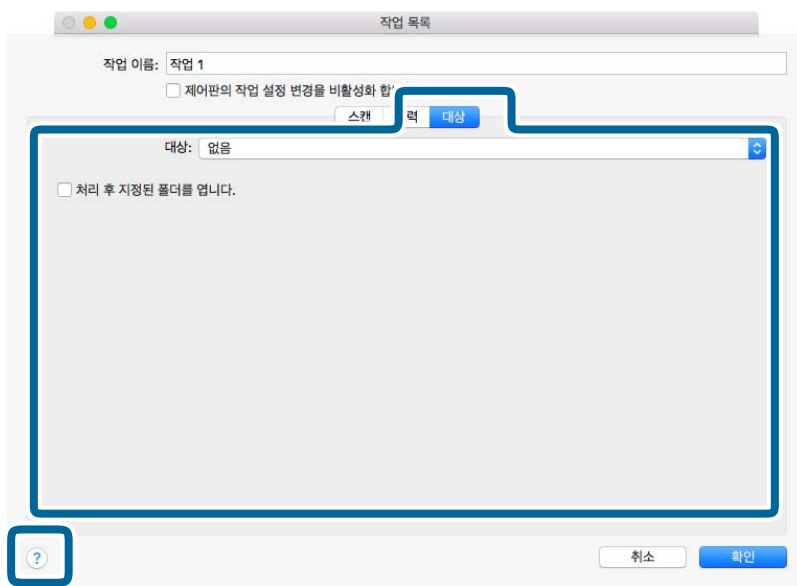 작업 목록
작업 이름: 작업 1
제어판의 작업 설정 변경을 비활성화 합
스캔 력 대상
대상: 없음
처리 후 지정된 폴더를 엽니다.
? 취소 확인